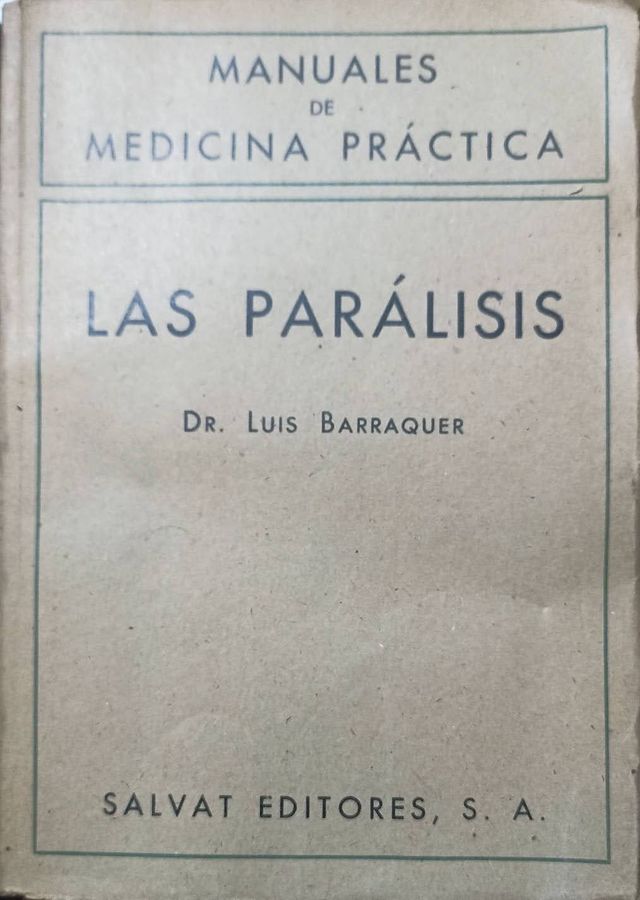 MANUALES
DE
MEDICINA PRÁCTICA
LAS PARÁLISIS
DR. LUIS BARRAQUER
SALVAT EDITORES, S. A.